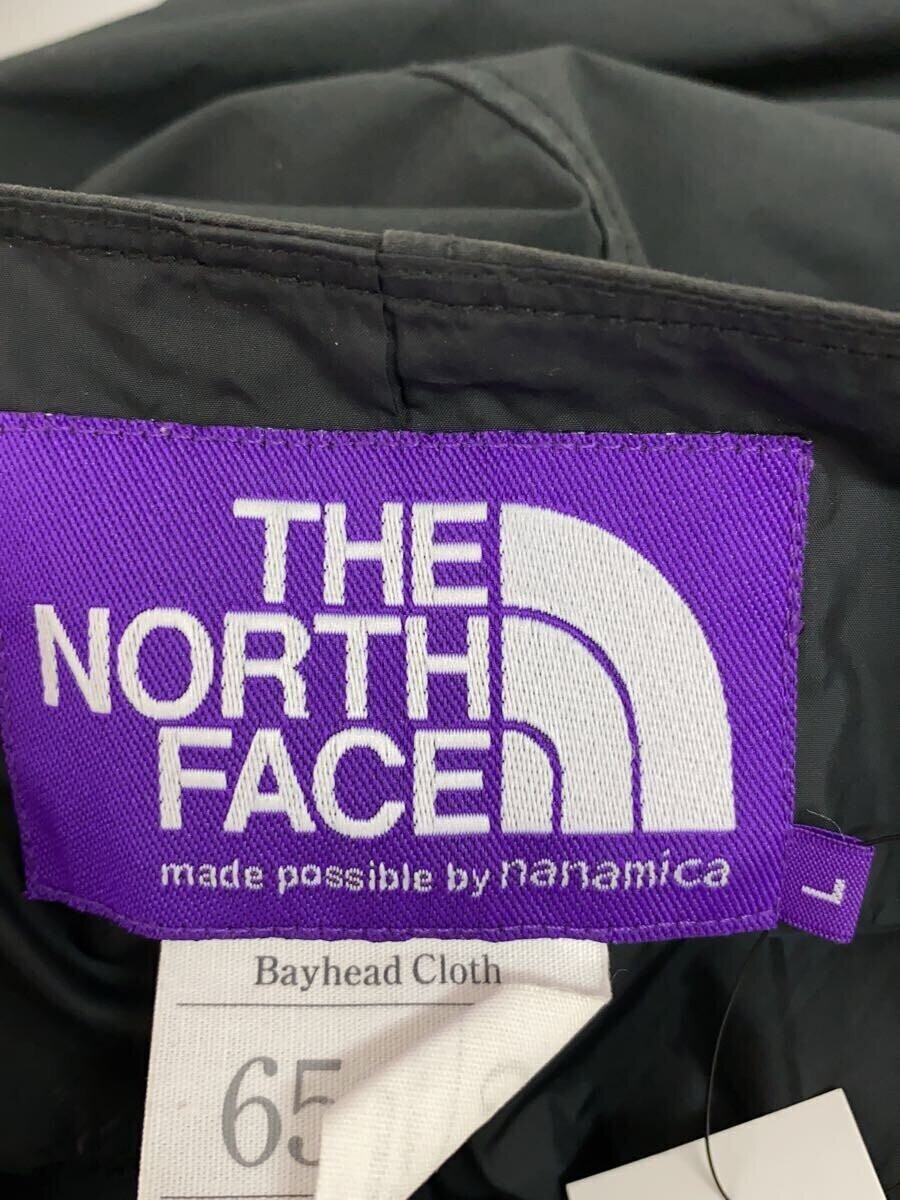 THE
NORTH
FACE
made possible by nanamica
L
Bayhead Cloth
65